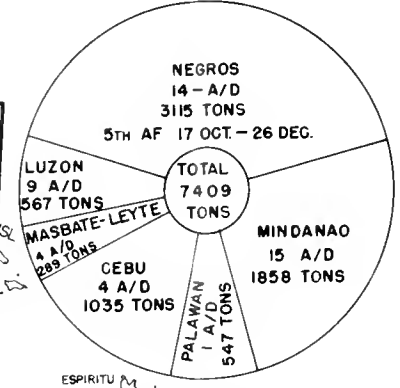 NEGROS
14 - A/D
3115 TONS
5TH AF 17 OCT. - 26 DEC.
LUZON
9 A/D
567 TONS
TOTAL
7409
TONS
MASBATE-LEYTE
4 A/D
289 TONS
MINDANAO
15 A/D
1858 TONS
CEBU
4 A/D
1035 TONS
PALAWAN
1 A/D
547 TONS
ESPIRITU